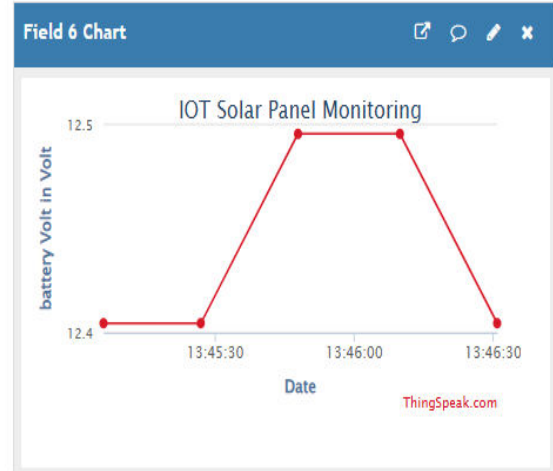 Field 6 Chart
IOT Solar Panel Monitoring
12.5
battery Volt in Volt
12.4
13:45:30 13:46:00 13:46:30
Date
ThingSpeak.com